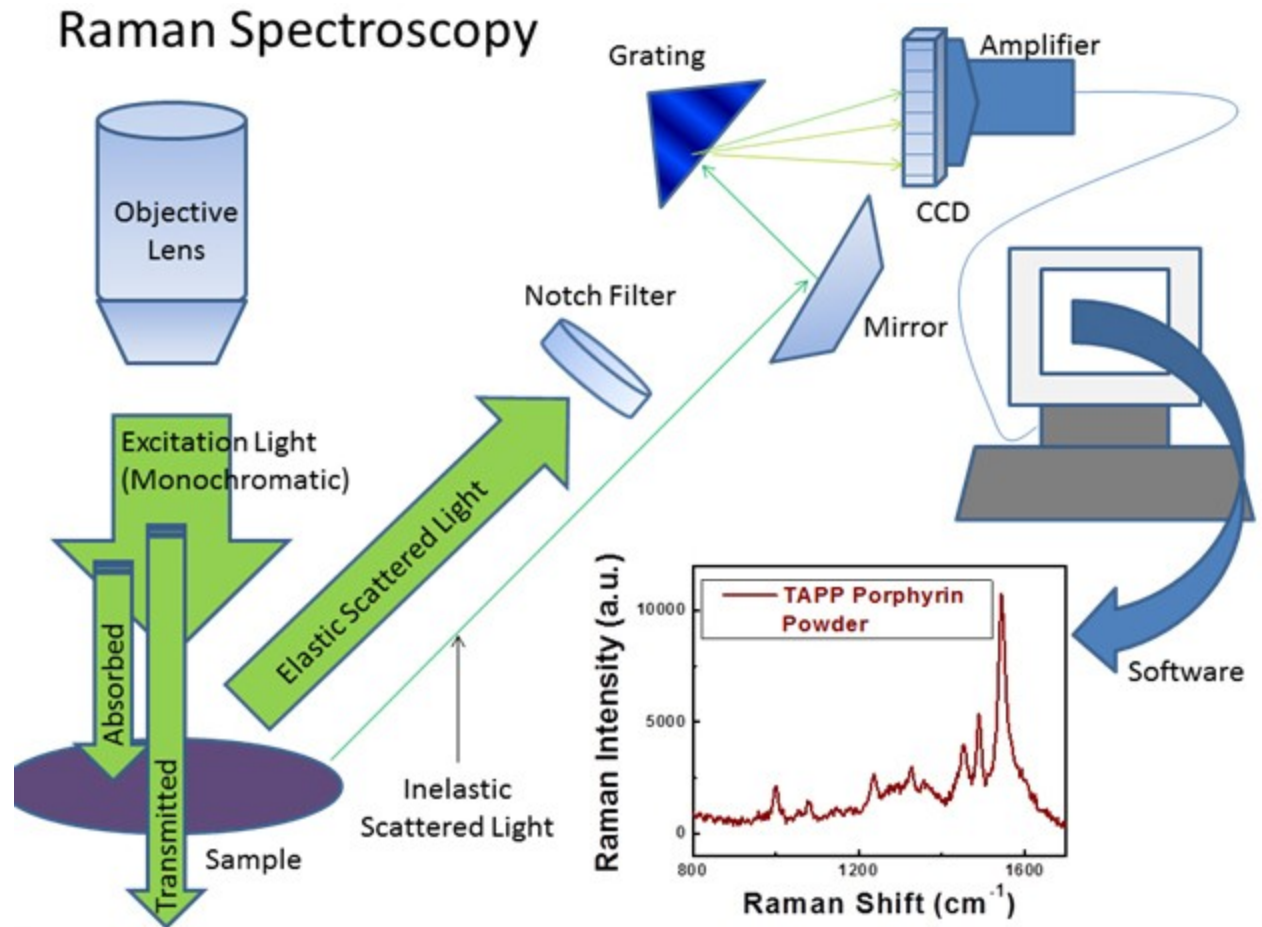 Raman Spectroscopy
Grating
Amplifier
Objective
Lens
CCD
Notch Filter
Mirror
Excitation Light
(Monochromatic)
Elastic Scattered Light
Absorbed
Transmitted
Sample
Inelastic
Scattered Light
Software
TAPP Porphyrin
Powder
Raman Intensity (a.u.)
10000
5000
0
800
1200
1600
Raman Shift (cm⁻¹)